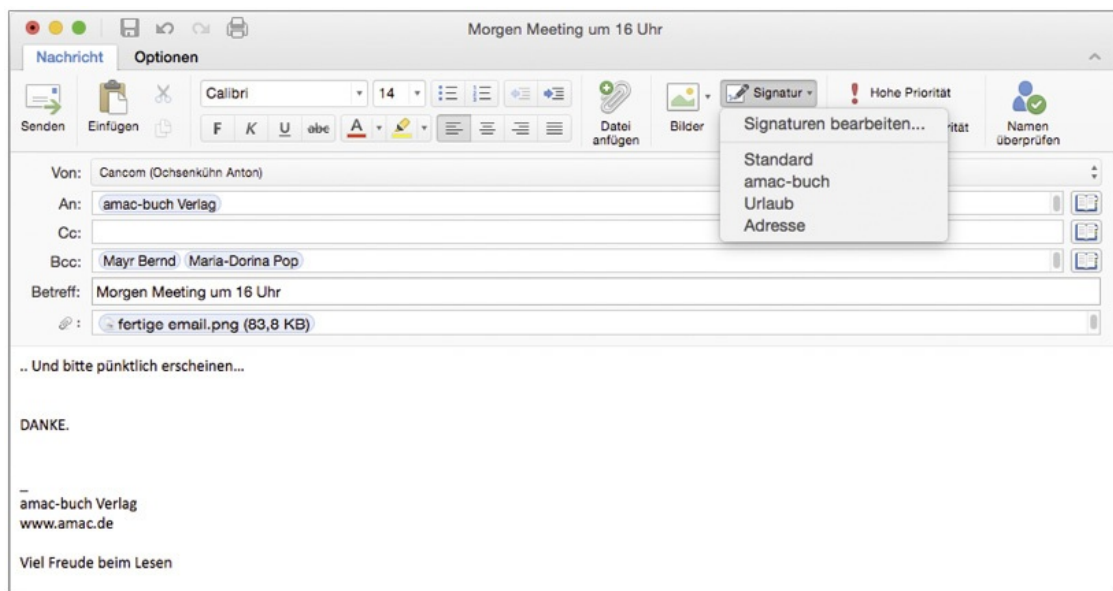 Morgen Meeting um 16 Uhr
Nachricht Optionen
Calibri 14 Signatur Hohe Priorität
Senden Einfügen F K U abc A Datei anfügen Bilder ität Namen überprüfen
Signaturen bearbeiten...
Standard
amac-buch
Urlaub
Adresse
Von: Cancom (Ochsenkühn Anton)
An: amac-buch Verlag
Cc:
Bcc: Mayr Bernd Maria-Dorina Pop
Betreff: Morgen Meeting um 16 Uhr
: fertige email.png (83,8 KB)
.. Und bitte pünktlich erscheinen...
DANKE.
_
amac-buch Verlag
www.amac.de
Viel Freude beim Lesen